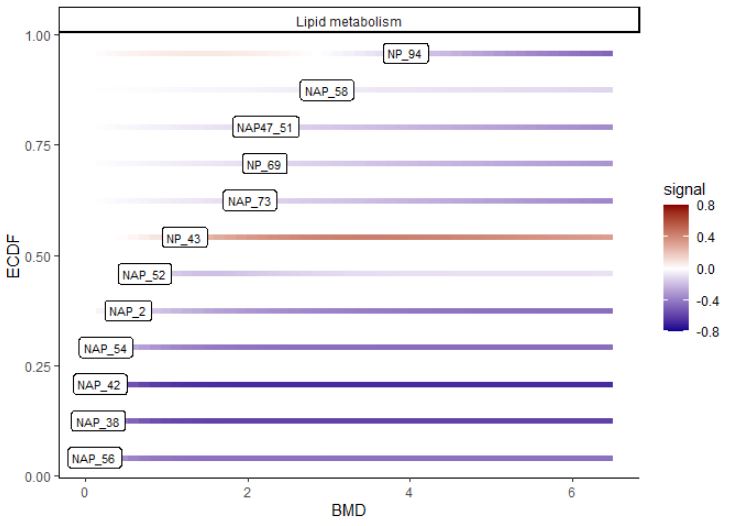 Lipid metabolism
1.00
NP_94
NAP_58
NAP47_51
0.75
NP_69
NAP_73
NP_43
0.50
NAP_52
NAP_2
NAP_54
0.25
NAP_42
NAP_38
NAP_56
0.00
ECDF
0 2 4 6
BMD
signal
0.8
0.4
0.0
-0.4
-0.8